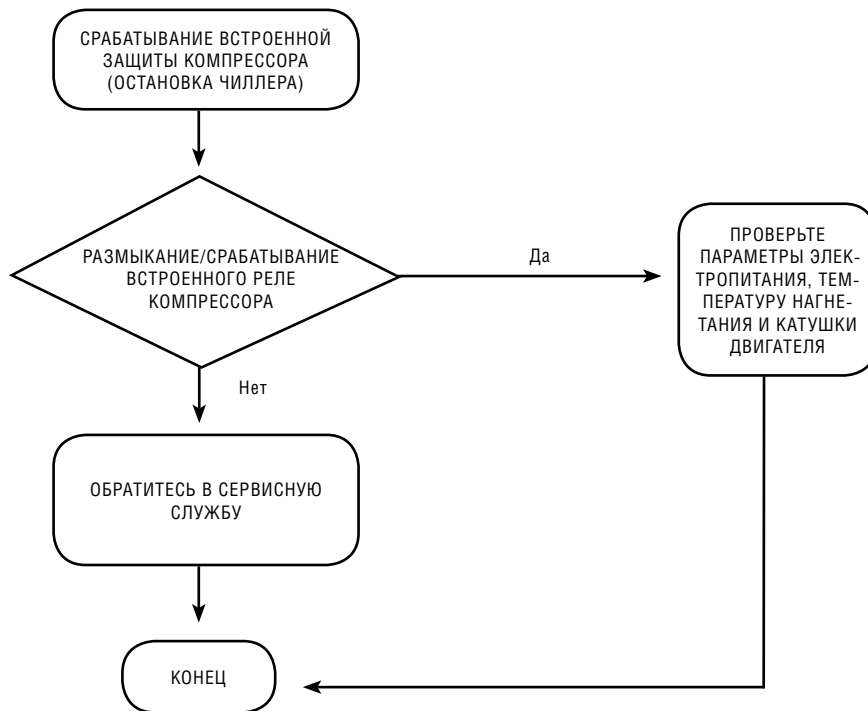 СРАБАТЫВАНИЕ ВСТРОЕННОЙ
ЗАЩИТЫ КОМПРЕССОРА
(ОСТАНОВКА ЧИЛЛЕРА)
РАЗМЫКАНИЕ/СРАБАТЫВАНИЕ
ВСТРОЕННОГО РЕЛЕ
КОМПРЕССОРА
Да
ПРОВЕРЬТЕ
ПАРАМЕТРЫ ЭЛЕК-
ТРОПИТАНИЯ, ТЕМ-
ПЕРАТУРУ НАГНЕ-
ТАНИЯ И КАТУШКИ
ДВИГАТЕЛЯ
Нет
ОБРАТИТЕСЬ В СЕРВИСНУЮ
СЛУЖБУ
КОНЕЦ